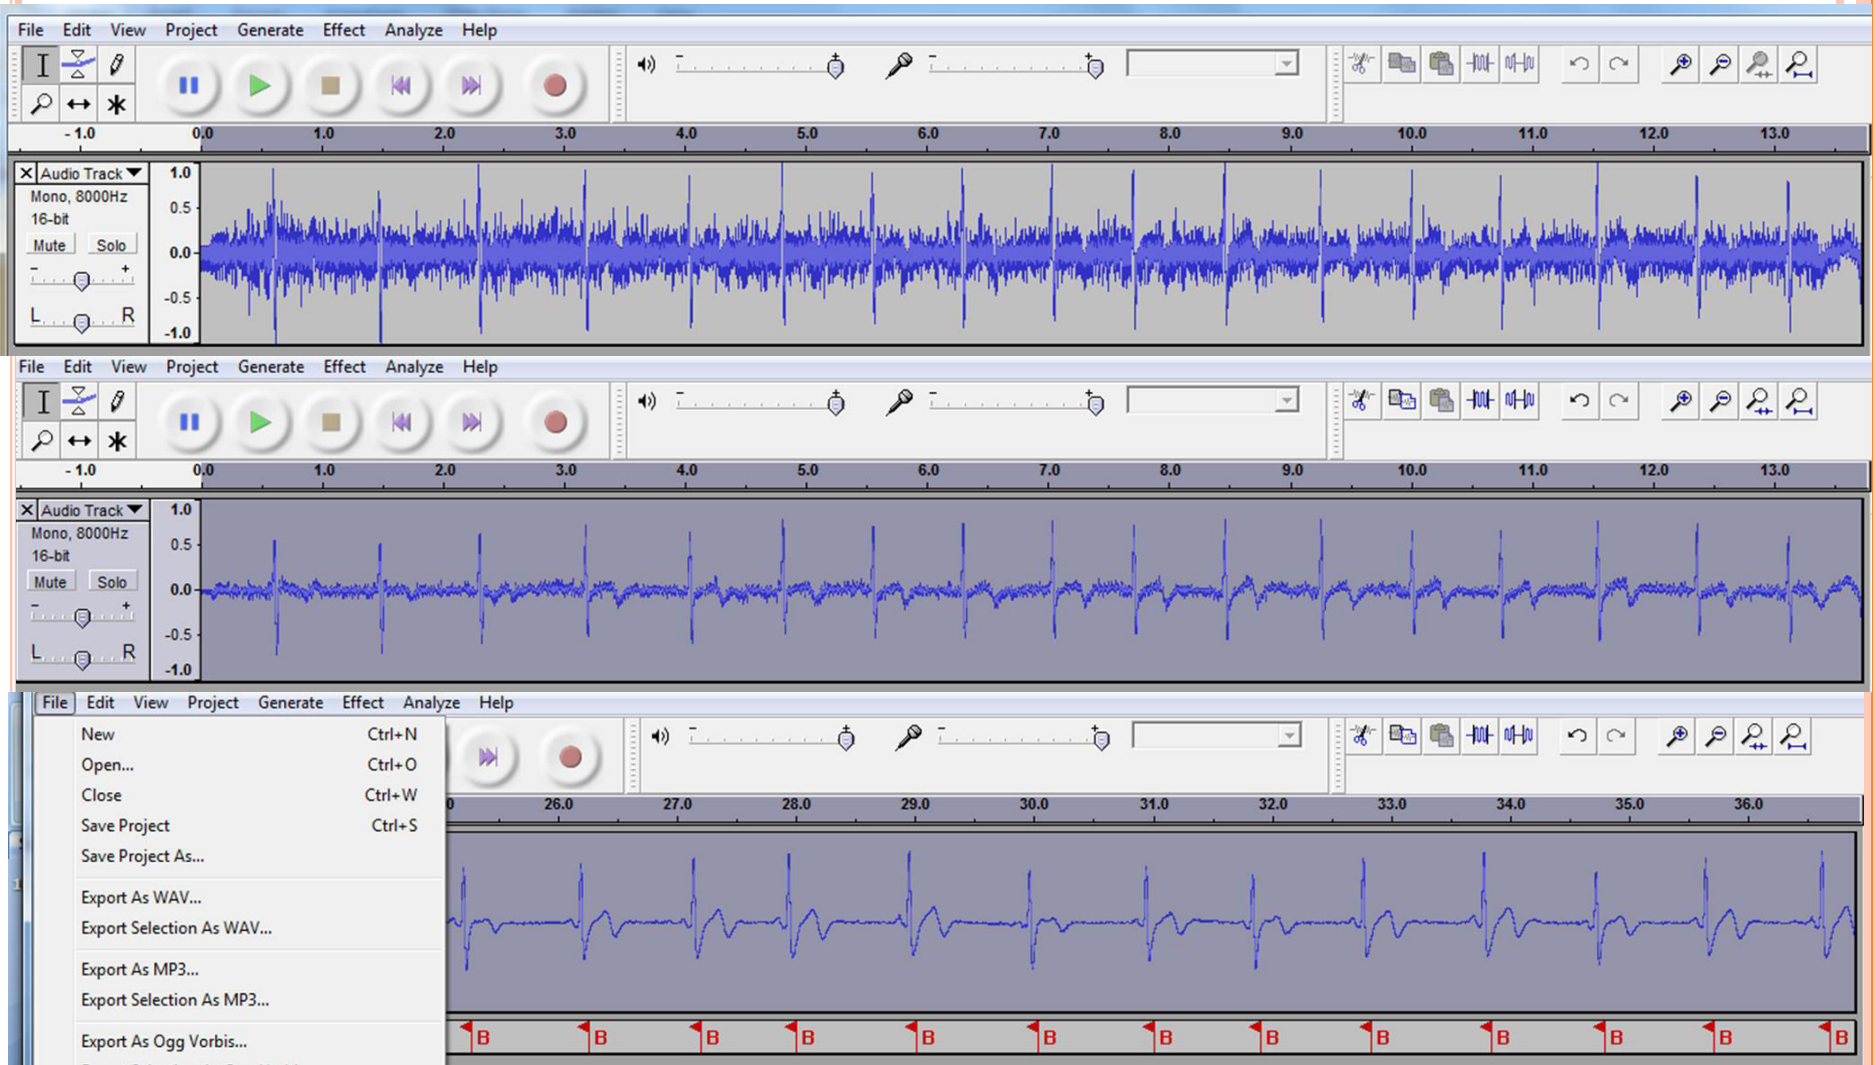 File Edit View Project Generate Effect Analyze Help
- 1.0 0.0 1.0 2.0 3.0 4.0 5.0 6.0 7.0 8.0 9.0 10.0 11.0 12.0 13.0
Audio Track
Mono, 8000Hz
16-bit
Mute Solo
- +
L R
1.0
0.5
0.0
-0.5
-1.0
File Edit View Project Generate Effect Analyze Help
- 1.0 0.0 1.0 2.0 3.0 4.0 5.0 6.0 7.0 8.0 9.0 10.0 11.0 12.0 13.0
Audio Track
Mono, 8000Hz
16-bit
Mute Solo
- +
L R
1.0
0.5
0.0
-0.5
-1.0
File Edit View Project Generate Effect Analyze Help
New Ctrl+N
Open... Ctrl+O
Close Ctrl+W
Save Project Ctrl+S
Save Project As...
Export As WAV...
Export Selection As WAV...
Export As MP3...
Export Selection As MP3...
Export As Ogg Vorbis...
26.0 27.0 28.0 29.0 30.0 31.0 32.0 33.0 34.0 35.0 36.0
B B B B B B B B B B B B B